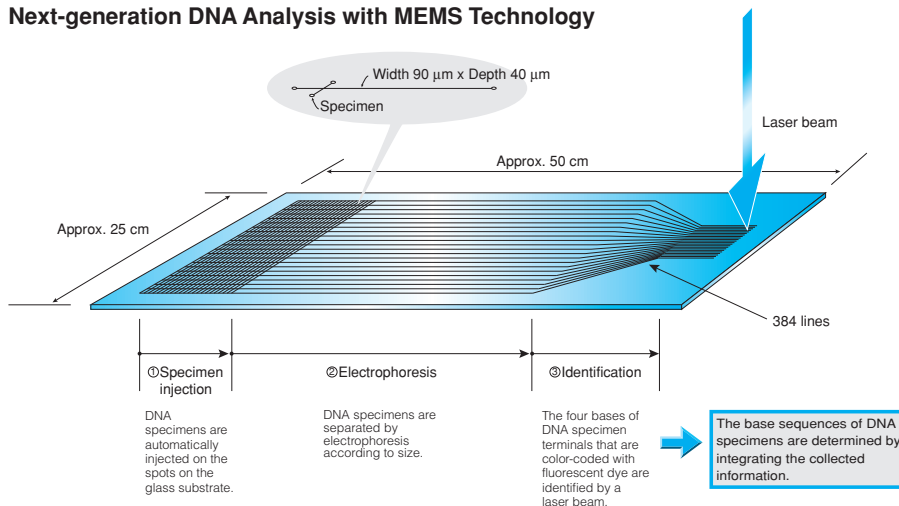 Next-generation DNA Analysis with MEMS Technology
Width 90 µm x Depth 40 µm
Specimen
Laser beam
Approx. 50 cm
Approx. 25 cm
384 lines
①Specimen
injection
②Electrophoresis
③Identification
DNA
specimens are
automatically
injected on the
spots on the
glass substrate.
DNA specimens are
separated by
electrophoresis
according to size.
The four bases of
DNA specimen
terminals that are
color-coded with
fluorescent dye are
identified by a
laser beam.
The base sequences of DNA
specimens are determined by
integrating the collected
information.